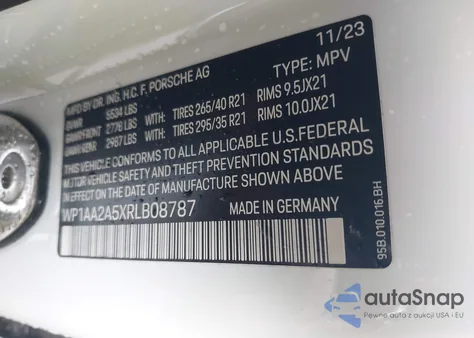 MFD BY DR. ING. H.C. F. PORSCHE AG 11/23
GVWR 5534 LBS TYPE: MPV
GAWR FRONT 2778 LBS WITH: TIRES 265/40 R21 RIMS 9.5JX21
GAWR REAR 2987 LBS WITH: TIRES 295/35 R21 RIMS 10.0JX21
THIS VEHICLE CONFORMS TO ALL APPLICABLE U.S.FEDERAL
MOTOR VEHICLE SAFETY AND THEFT PREVENTION STANDARDS
IN EFFECT ON THE DATE OF MANUFACTURE SHOWN ABOVE.
WP1AA2A5XRLB08787 MADE IN GERMANY
95B.010.016.BH
autoSnap
Pewne auto z aukcji USA i EU